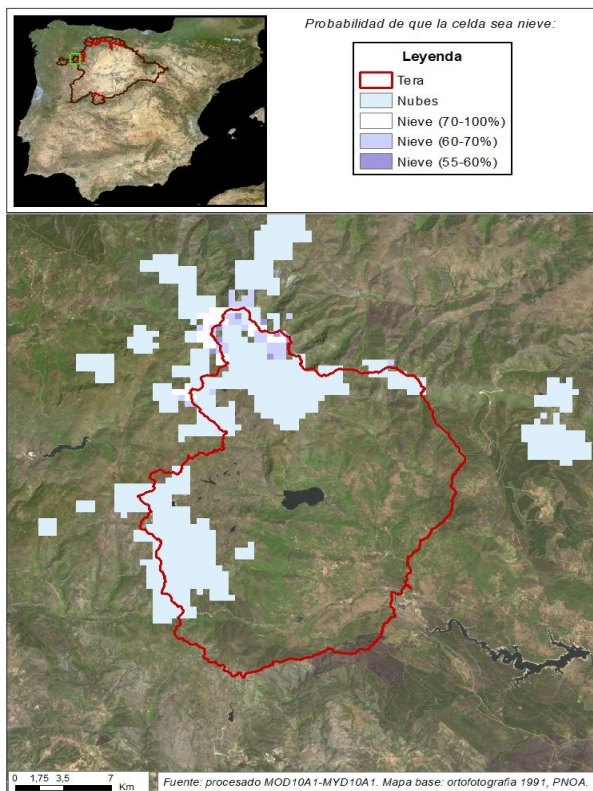 Probabilidad de que la celda sea nieve:
Leyenda
Tera
Nubes
Nieve (70-100%)
Nieve (60-70%)
Nieve (55-60%)
0 1,75 3,5 7
Km
Fuente: procesado MOD10A1-MYD10A1. Mapa base: ortofotografia 1991, PNOA.